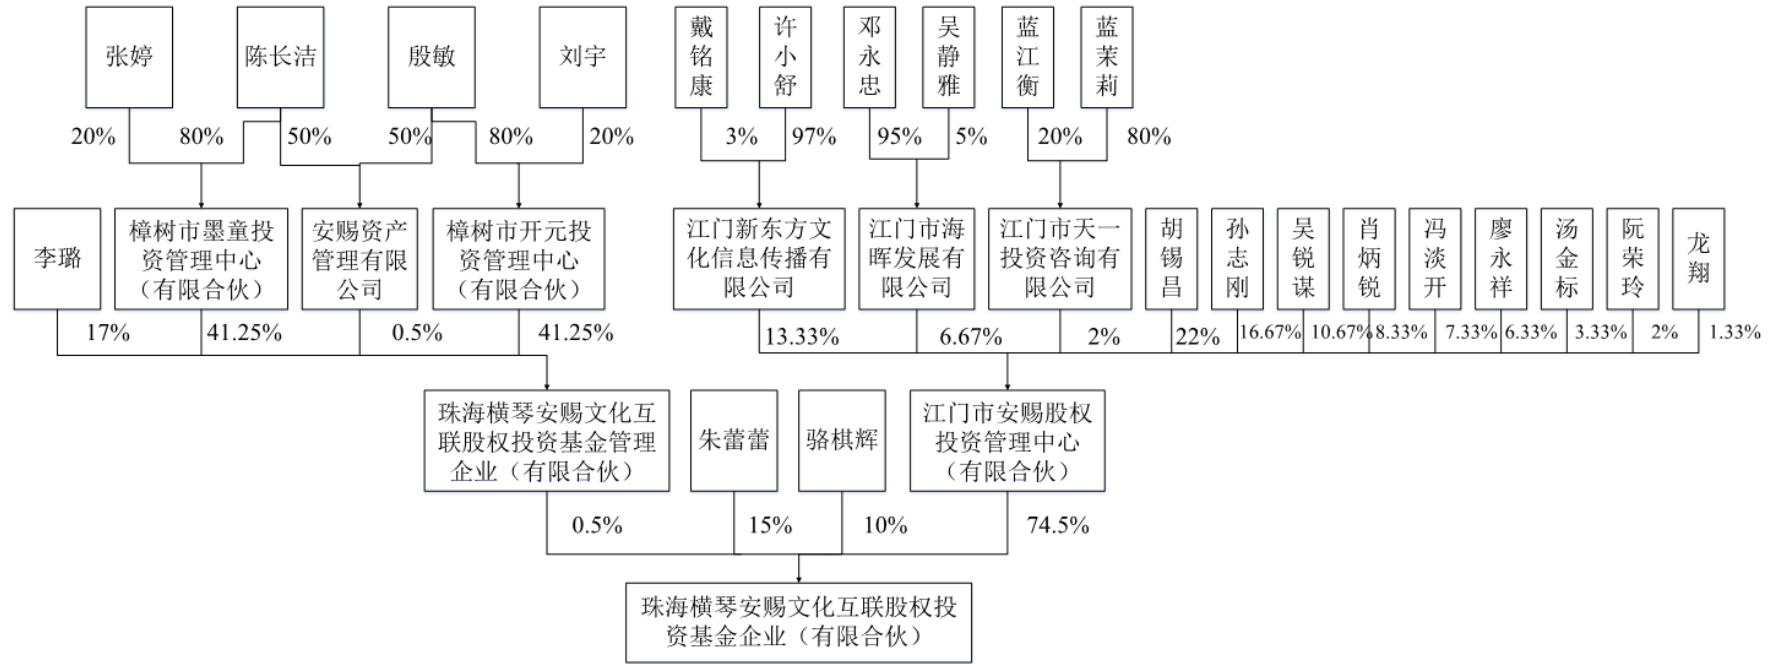 张婷
陈长洁
殷敏
刘宇
戴
铭
康
许
小
舒
邓
永
忠
吴
静
雅
蓝
江
衡
蓝
茉
莉
20%
80%
50%
50%
80%
20%
3%
97%
95%
5%
20%
80%
李璐
樟树市墨童投
资管理中心
（有限合伙）
安赐资产
管理有限
公司
樟树市开元投
资管理中心
（有限合伙）
江门新东方文
化信息传播有
限公司
江门市海
晖发展有
限公司
江门市天一
投资咨询有
限公司
胡
锡
昌
孙
志
刚
吴
锐
谋
肖
炳
锐
冯
淡
开
廖
永
祥
汤
金
标
阮
荣
玲
龙
翔
17%
41.25%
0.5%
41.25%
13.33%
6.67%
2%
22%
16.67%
10.67%
8.33%
7.33%
6.33%
3.33%
2%
1.33%
珠海横琴安赐文化互
联股权投资基金管理
企业（有限合伙）
朱蕾蕾
骆棋辉
江门市安赐股权
投资管理中心
（有限合伙）
0.5%
15%
10%
74.5%
珠海横琴安赐文化互联股权投
资基金企业（有限合伙）